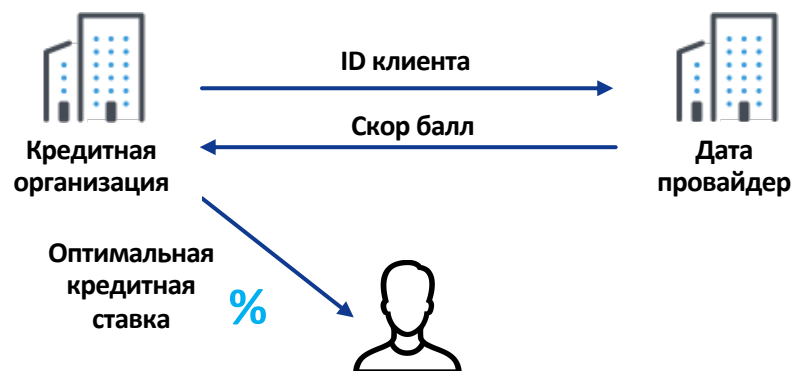 ID клиента
Скор балл
Кредитная
организация
Дата
провайдер
Оптимальная
кредитная
ставка
%